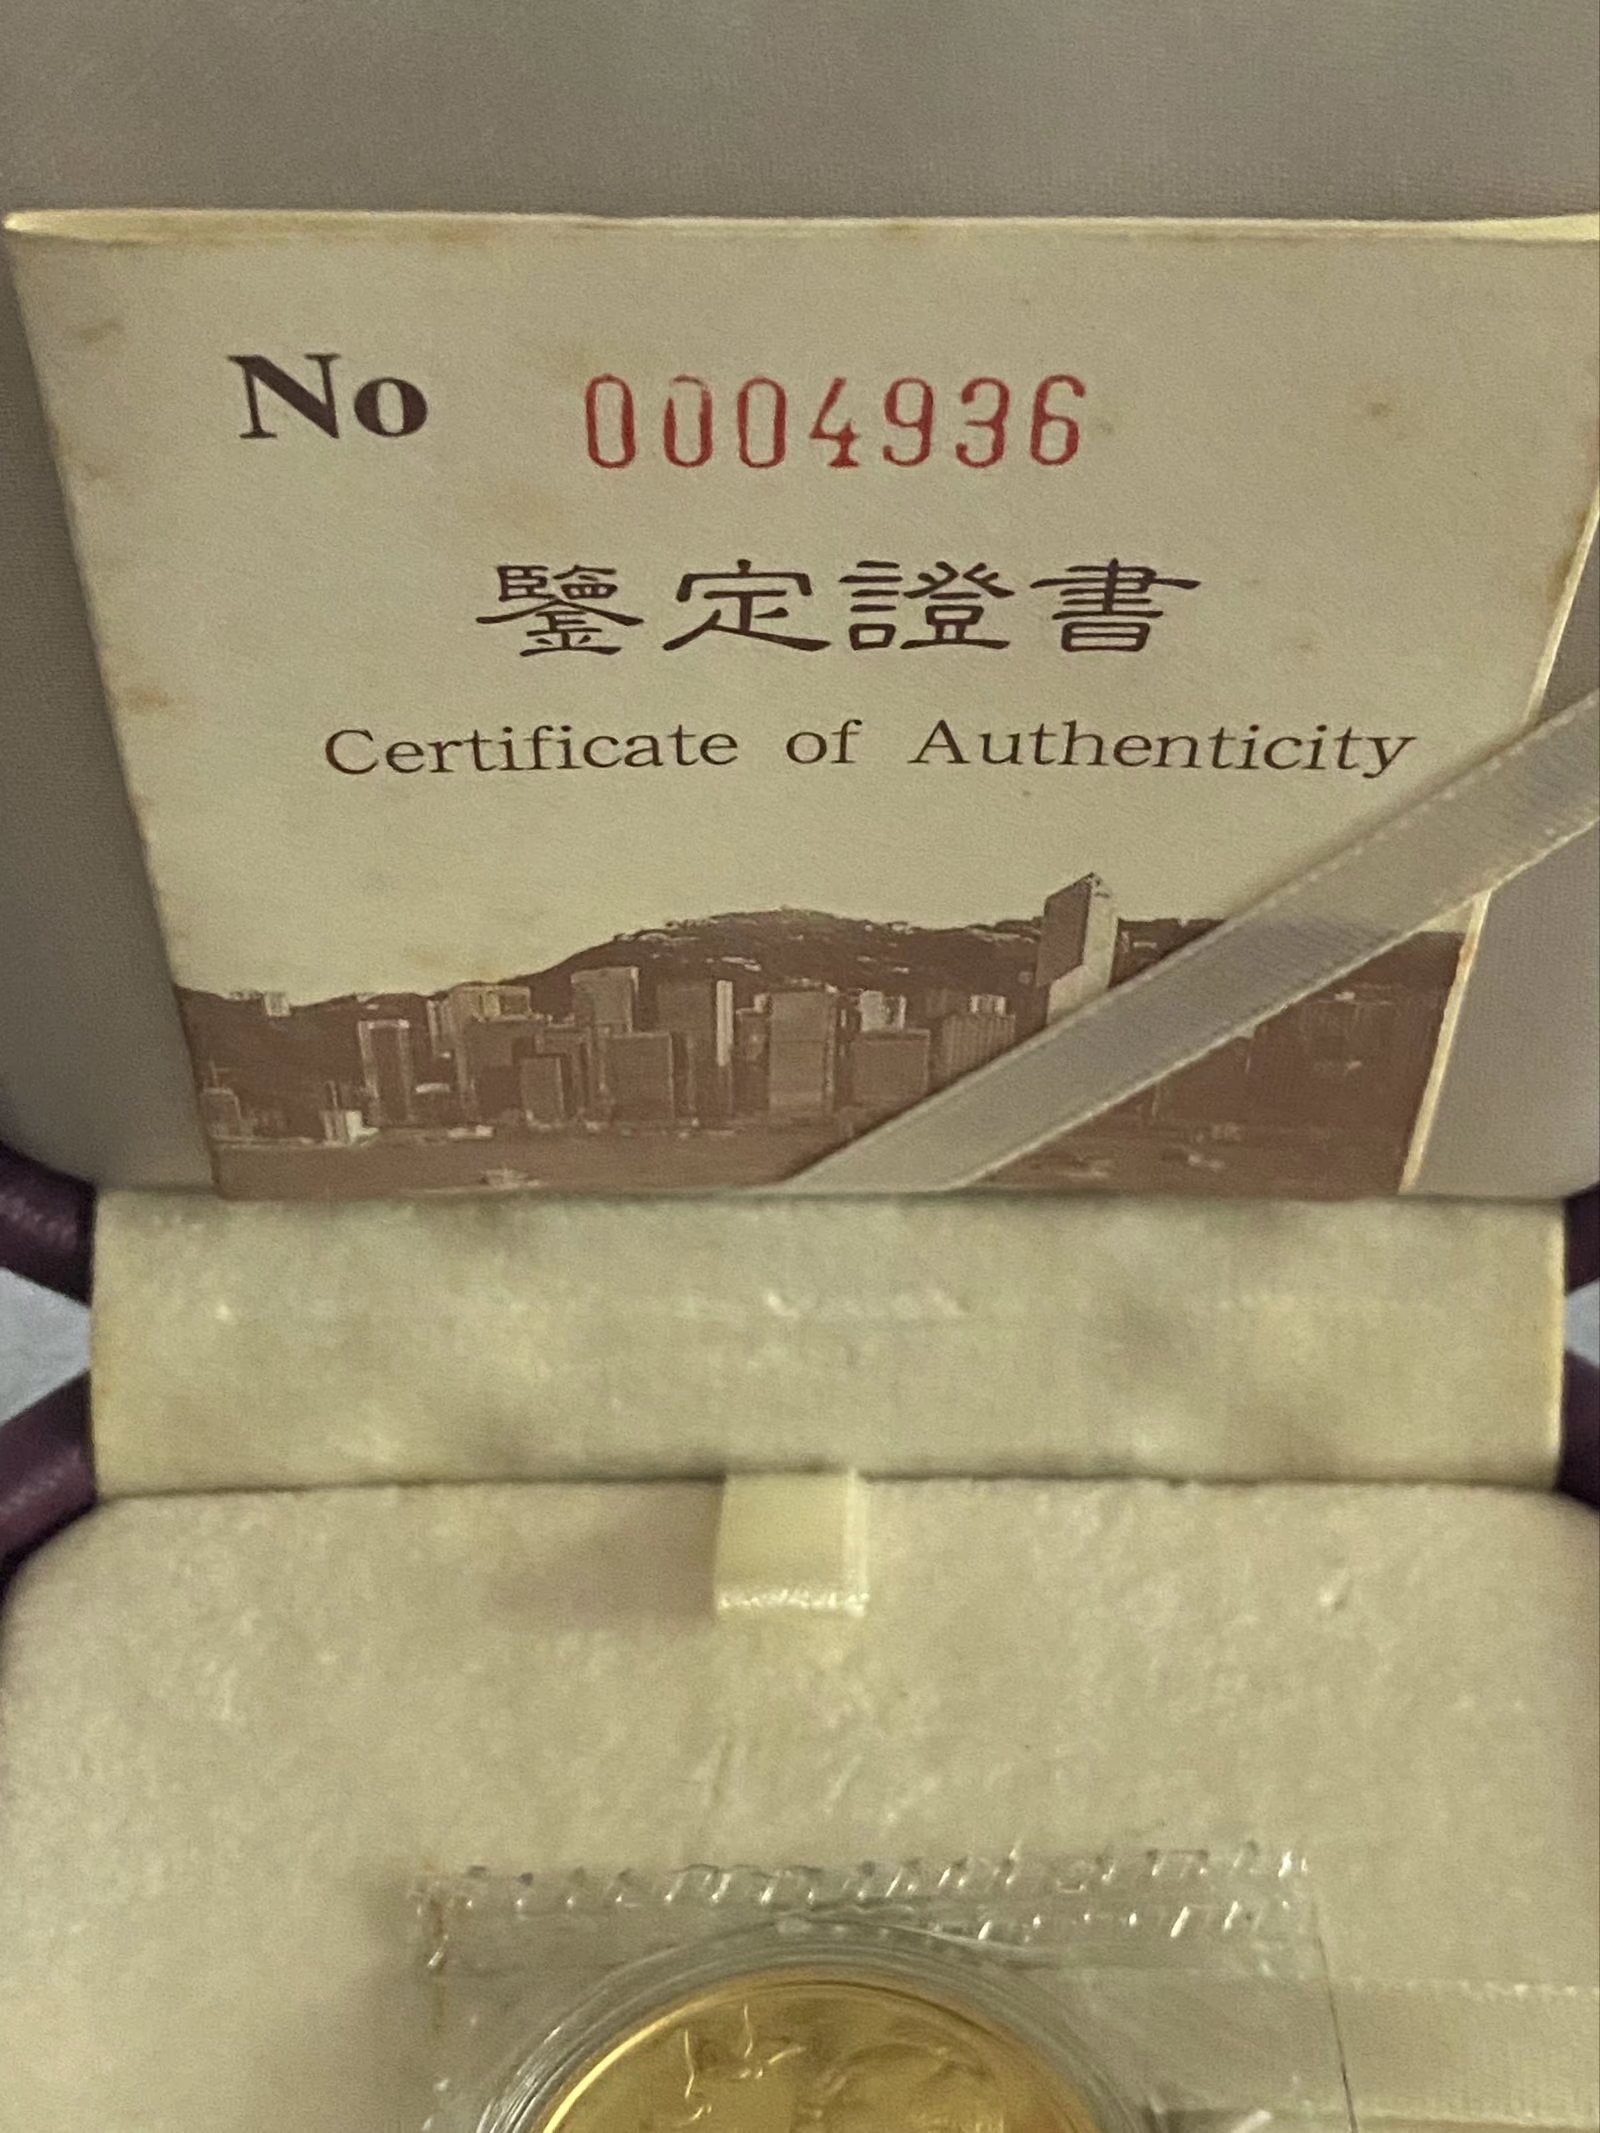 No 0004936
鑒定證書
Certificate of Authenticity